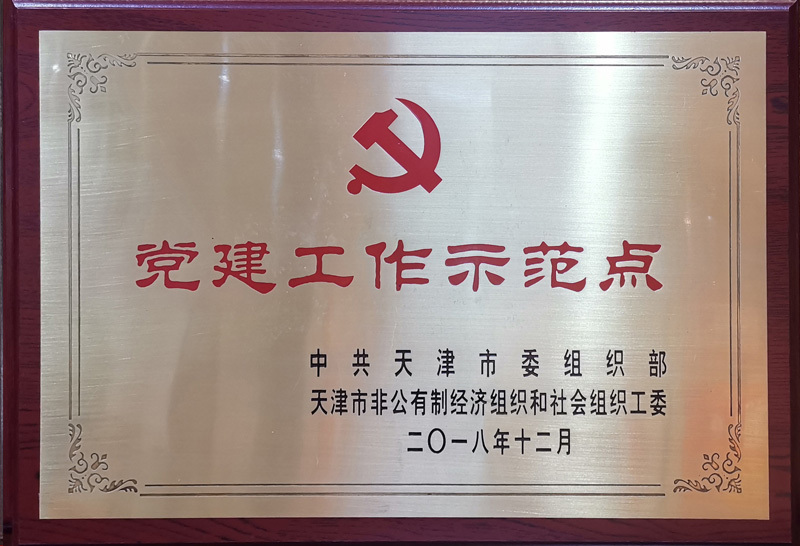 党建工作示范点
中共天津市委组织部
天津市非公有制经济组织和社会组织工委
二〇一八年十二月